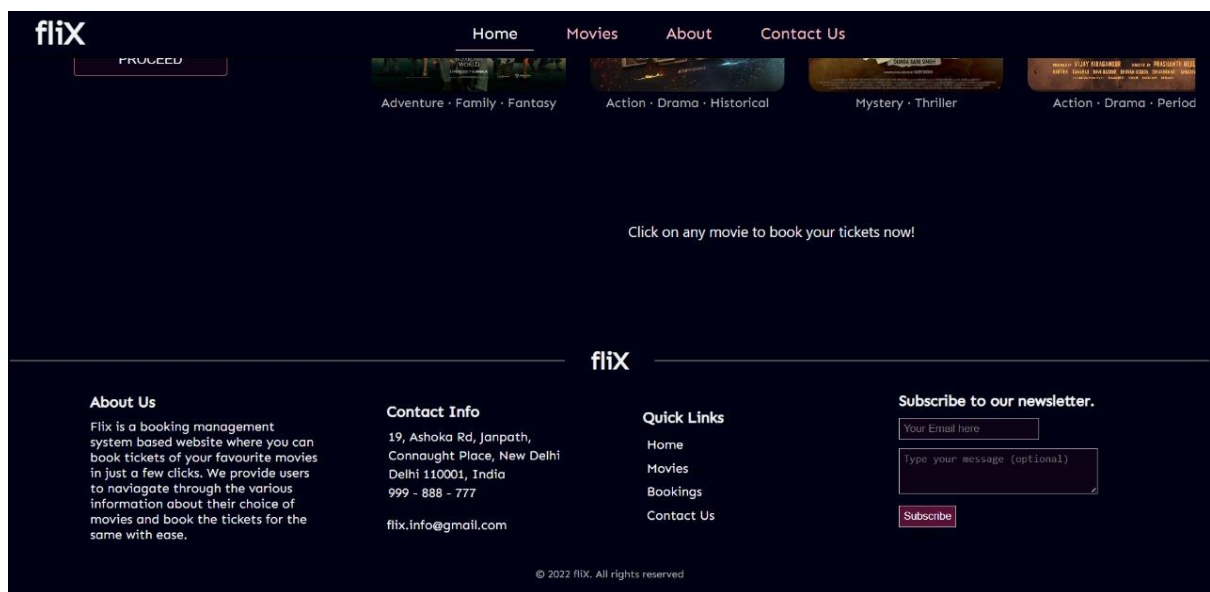 fliX
Home Movies About Contact Us
PROCEED
WORLD
DURGA RANI SINGH
Adventure · Family · Fantasy
Action · Drama · Historical
Mystery · Thriller
Action · Drama · Period
Click on any movie to book your tickets now!
fliX
About Us
Flix is a booking management
system based website where you can
book tickets of your favourite movies
in just a few clicks. We provide users
to naviagate through the various
information about their choice of
movies and book the tickets for the
same with ease.
Contact Info
19, Ashoka Rd, Janpath,
Connaught Place, New Delhi
Delhi 110001, India
999 - 888 - 777
flix.info@gmail.com
Quick Links
Home
Movies
Bookings
Contact Us
Subscribe to our newsletter.
Your Email here
Type your message (optional)
Subscribe
© 2022 fliX. All rights reserved